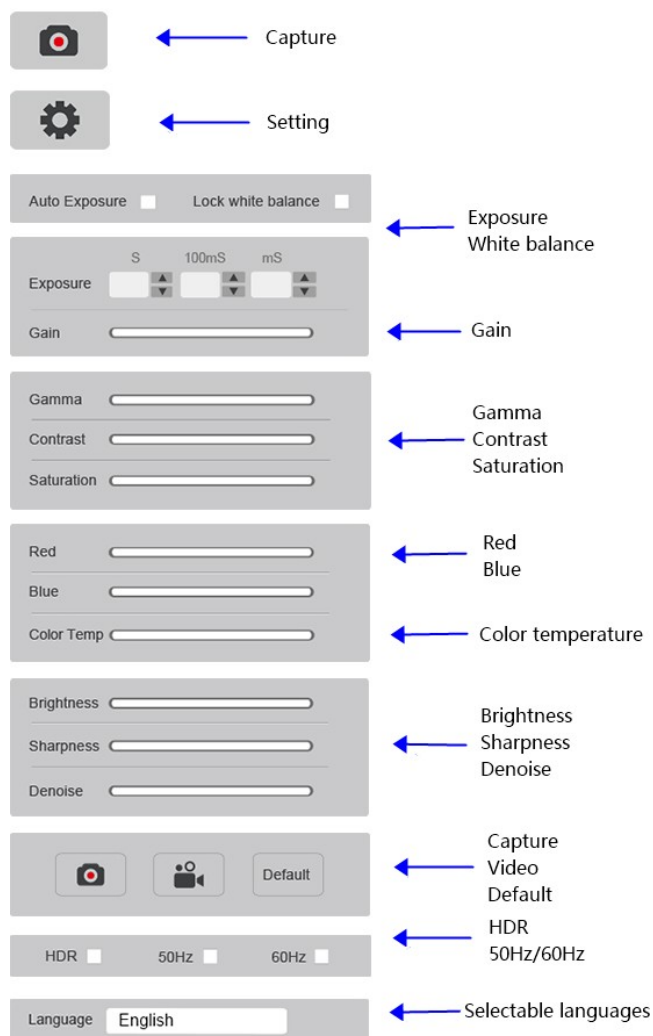 Capture
Setting
Auto Exposure Lock white balance
Exposure
White balance
S 100mS mS
Exposure
Gain
Gain
Gamma
Contrast
Saturation
Gamma
Contrast
Saturation
Red
Blue
Color Temp
Red
Blue
Color temperature
Brightness
Sharpness
Denoise
Brightness
Sharpness
Denoise
Default
Capture
Video
Default
HDR 50Hz 60Hz
HDR
50Hz/60Hz
Language English
Selectable languages